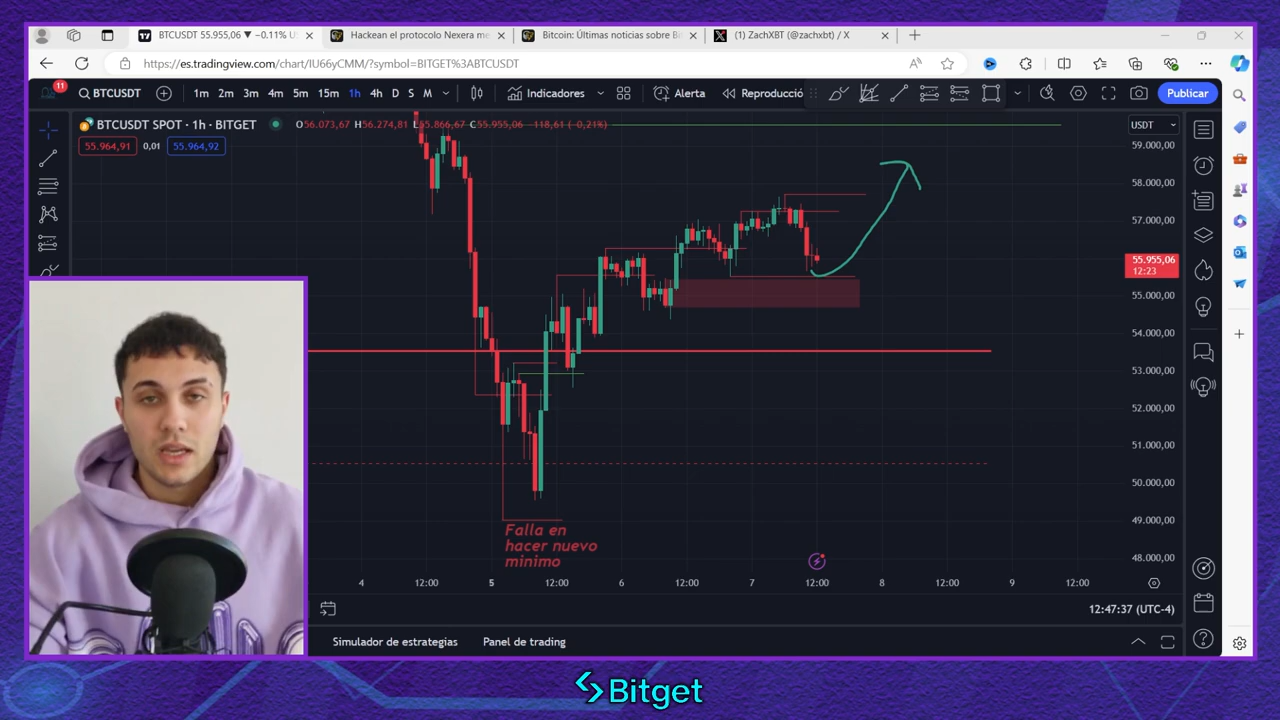 BTCUSDT 55.955,06 ▼ −0.11% U
Hackean el protocolo Nexera me
Bitcoin: Últimas noticias sobre Bi
(1) ZachXBT (@zachxbt) / X
https://es.tradingview.com/chart/IU66yCMM/?symbol=BITGET%3ABTCUSDT
11
BTCUSDT
1m 2m 3m 4m 5m 15m 1h 4h D S M
Indicadores
Alerta
Reproducció
Publicar
BTCUSDT SPOT · 1h · BITGET
O56.073,67 H56.274,81 L55.866,67 C55.955,06 −118,61 (−0,21%)
USDT
55.964,91 0,01 55.964,92
59.000,00
58.000,00
57.000,00
55.955,06
12:23
55.000,00
54.000,00
53.000,00
52.000,00
51.000,00
50.000,00
49.000,00
48.000,00
Falla en
hacer nuevo
minimo
4 12:00 5 12:00 6 12:00 7 12:00 8 12:00 9 12:00
12:47:37 (UTC-4)
Simulador de estrategias
Panel de trading
Bitget